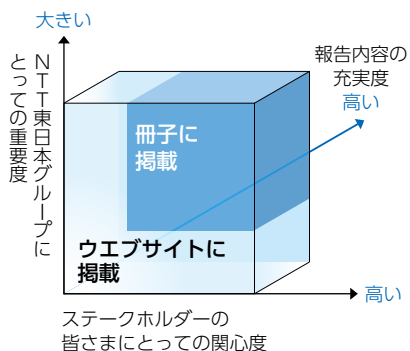 大きい
NTT東日本グループに
とっての重要度
報告内容の
充実度
高い
冊子に
掲載
ウエブサイトに
掲載
高い
ステークホルダーの
皆さまにとっての関心度